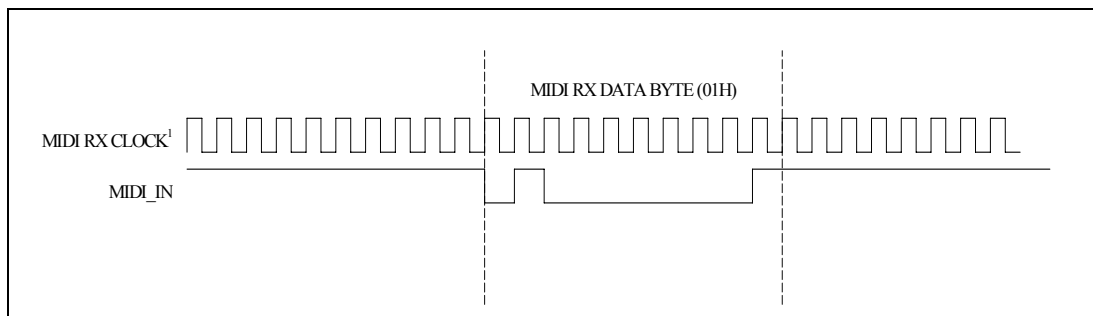 MIDI RX DATA BYTE (01H)
MIDI RX CLOCK¹
MIDI_IN